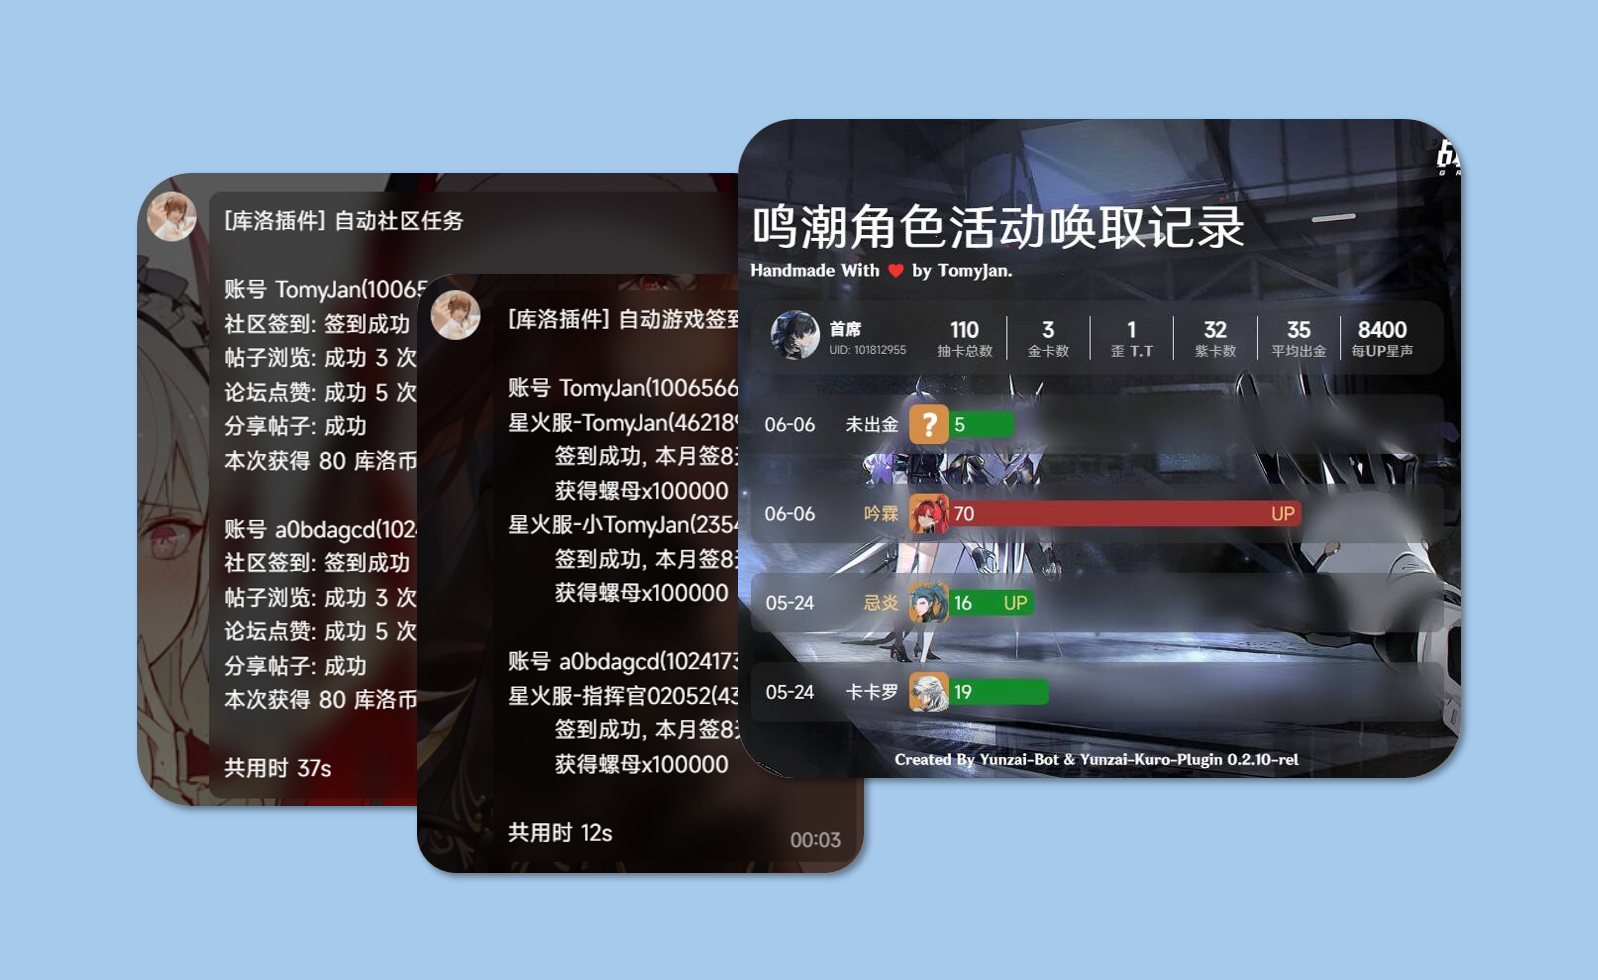 [库洛插件] 自动社区任务
账号 TomyJan(10065
社区签到: 签到成功
帖子浏览: 成功 3 次
论坛点赞: 成功 5 次
分享帖子: 成功
本次获得 80 库洛币
账号 a0bdagcd(1024
社区签到: 签到成功
帖子浏览: 成功 3 次
论坛点赞: 成功 5 次
分享帖子: 成功
本次获得 80 库洛币
共用时 37s
[库洛插件] 自动游戏签到
账号 TomyJan(1006566
星火服-TomyJan(462189
签到成功, 本月签8天
获得螺母x100000
星火服-小TomyJan(2354
签到成功, 本月签8天
获得螺母x100000
账号 a0bdagcd(1024173
星火服-指挥官02052(43
签到成功, 本月签8天
获得螺母x100000
共用时 12s
00:03
战
G R
鸣潮角色活动唤取记录
Handmade With ❤ by TomyJan.
首席
UID: 101812955
110 抽卡总数
3 金卡数
1 歪 T.T
32 紫卡数
35 平均出金
8400 每UP星声
06-06 未出金 ? 5
06-06 吟霖 70 UP
05-24 忌炎 16 UP
05-24 卡卡罗 19
Created By Yunzai-Bot & Yunzai-Kuro-Plugin 0.2.10-rel